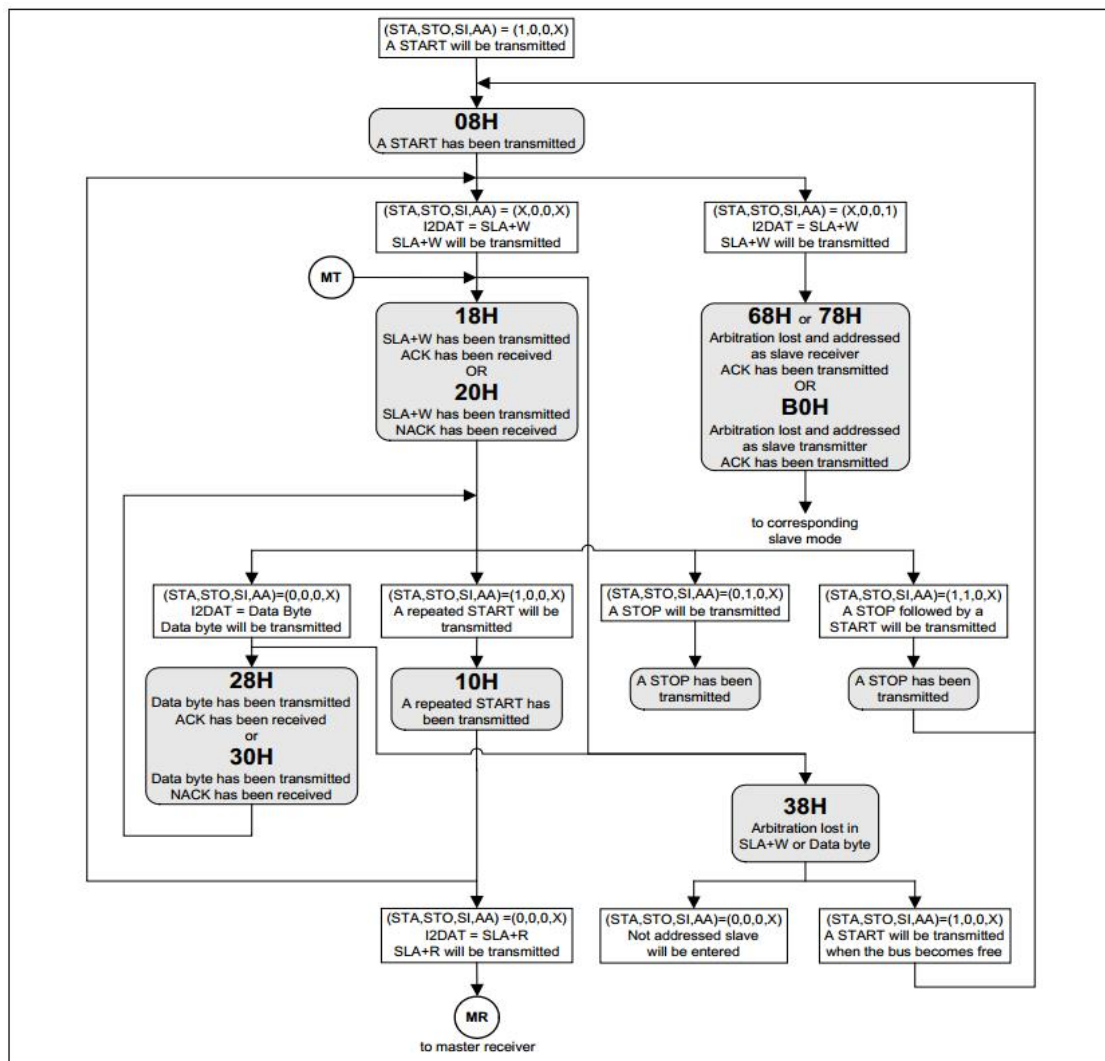 (STA,STO,SI,AA) = (1,0,0,X)
A START will be transmitted
08H
A START has been transmitted
(STA,STO,SI,AA) = (X,0,0,X)
I2DAT = SLA+W
SLA+W will be transmitted
(STA,STO,SI,AA) = (X,0,0,1)
I2DAT = SLA+W
SLA+W will be transmitted
MT
18H
SLA+W has been transmitted
ACK has been received
OR
20H
SLA+W has been transmitted
NACK has been received
68H or 78H
Arbitration lost and addressed
as slave receiver
ACK has been transmitted
OR
B0H
Arbitration lost and addressed
as slave transmitter
ACK has been transmitted
to corresponding
slave mode
(STA,STO,SI,AA)=(0,0,0,X)
I2DAT = Data Byte
Data byte will be transmitted
(STA,STO,SI,AA)=(1,0,0,X)
A repeated START will be
transmitted
(STA,STO,SI,AA)=(0,1,0,X)
A STOP will be transmitted
(STA,STO,SI,AA)=(1,1,0,X)
A STOP followed by a
START will be transmitted
28H
Data byte has been transmitted
ACK has been received
or
30H
Data byte has been transmitted
NACK has been received
10H
A repeated START has
been transmitted
A STOP has been
transmitted
A STOP has been
transmitted
38H
Arbitration lost in
SLA+W or Data byte
(STA,STO,SI,AA) =(0,0,0,X)
I2DAT = SLA+R
SLA+R will be transmitted
(STA,STO,SI,AA)=(0,0,0,X)
Not addressed slave
will be entered
(STA,STO,SI,AA)=(1,0,0,X)
A START will be transmitted
when the bus becomes free
MR
to master receiver